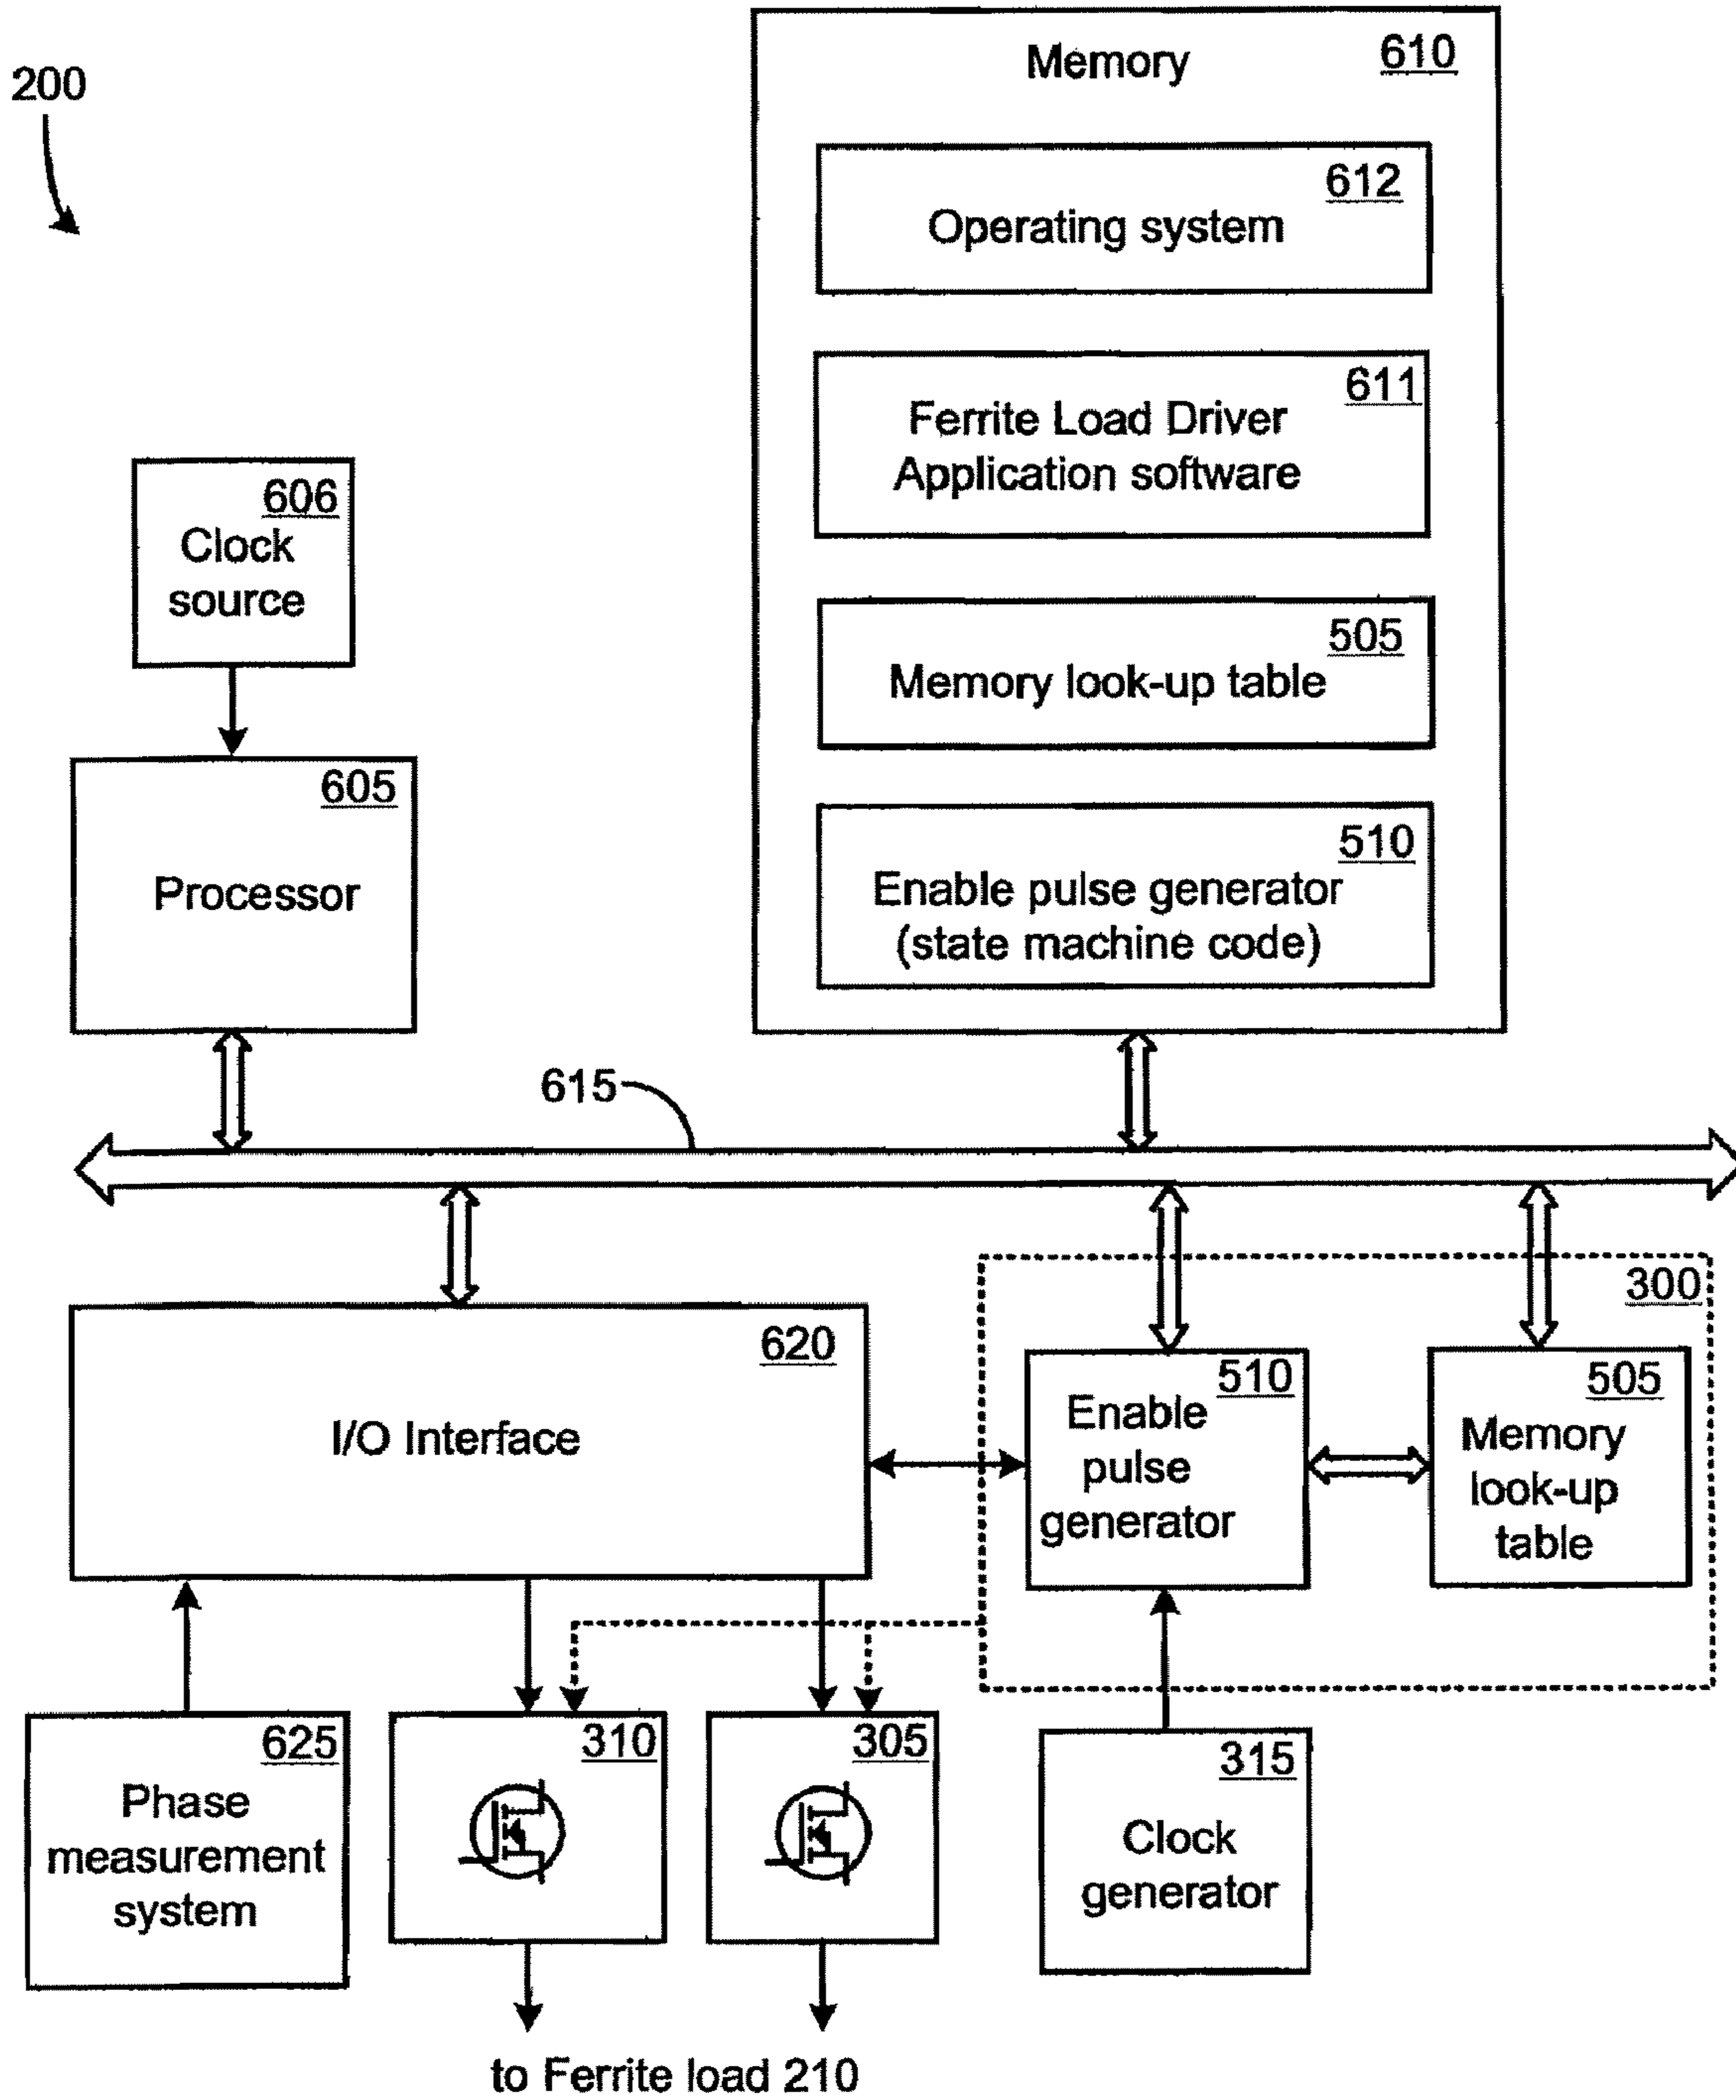 200
Memory 610
612
Operating system
611
Ferrite Load Driver
Application software
606
Clock
source
505
Memory look-up table
605
Processor
510
Enable pulse generator
(state machine code)
615
300
620
I/O Interface
510
Enable
pulse
generator
505
Memory
look-up
table
625
Phase
measurement
system
310
305
315
Clock
generator
to Ferrite load 210